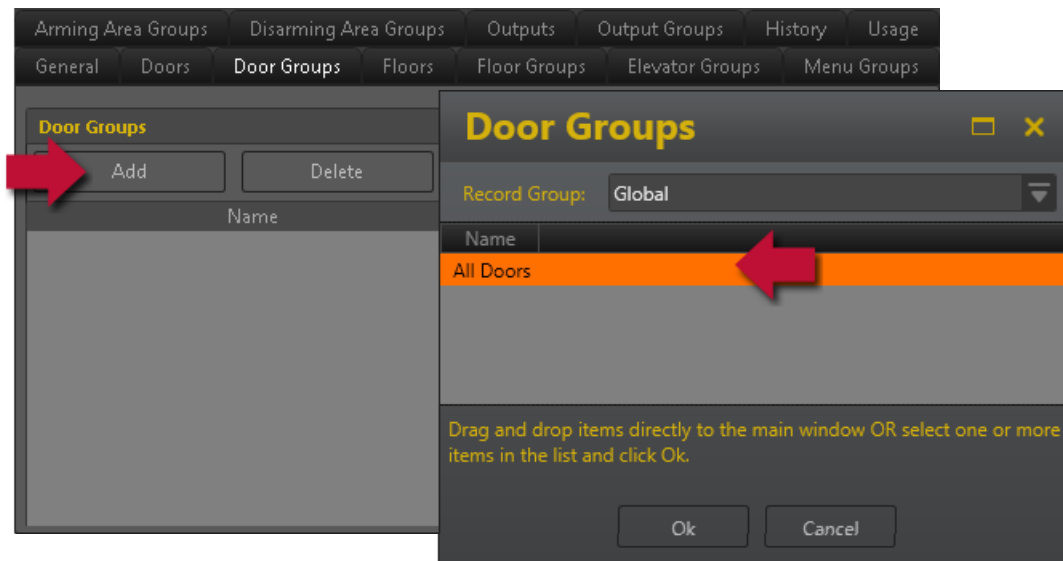 Arming Area Groups Disarming Area Groups Outputs Output Groups History Usage
General Doors Door Groups Floors Floor Groups Elevator Groups Menu Groups
Door Groups
Add Delete
Name
Door Groups
Record Group: Global
Name
All Doors
Drag and drop items directly to the main window OR select one or more
items in the list and click Ok.
Ok Cancel